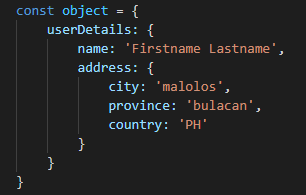 const object = {
    userDetails: {
        name: 'Firstname Lastname',
        address: {
            city: 'malolos',
            province: 'bulacan',
            country: 'PH'
        }
    }
}